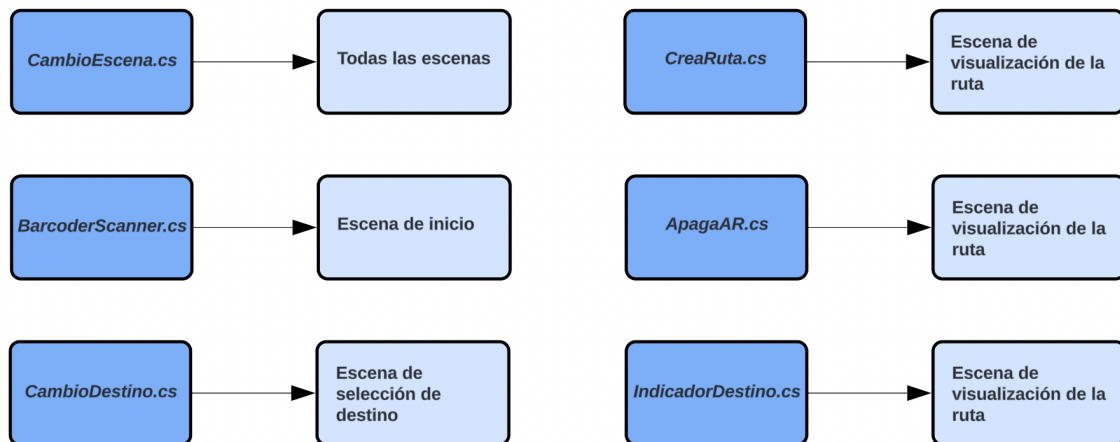 CambioEscena.cs
Todas las escenas
CreaRuta.cs
Escena de
visualización de la
ruta
BarcoderScanner.cs
Escena de inicio
ApagaAR.cs
Escena de
visualización de la
ruta
CambioDestino.cs
Escena de
selección de
destino
IndicadorDestino.cs
Escena de
visualización de la
ruta